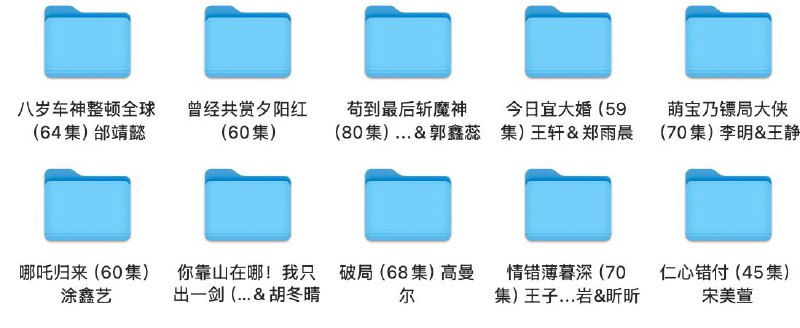 八岁车神整顿全球
（64集）邰靖懿
曾经共赏夕阳红
（60集）
苟到最后斩魔神
（80集）...＆郭鑫蕊
今日宜大婚（59
集）王轩＆郑雨晨
萌宝乃镖局大侠
（70集）李明&王静
哪吒归来（60集）
涂鑫艺
你靠山在哪！我只
出一剑（...＆胡冬晴
破局（68集）高曼
尔
情错薄暮深（70
集）王子...岩&昕昕
仁心错付（45集）
宋美萱